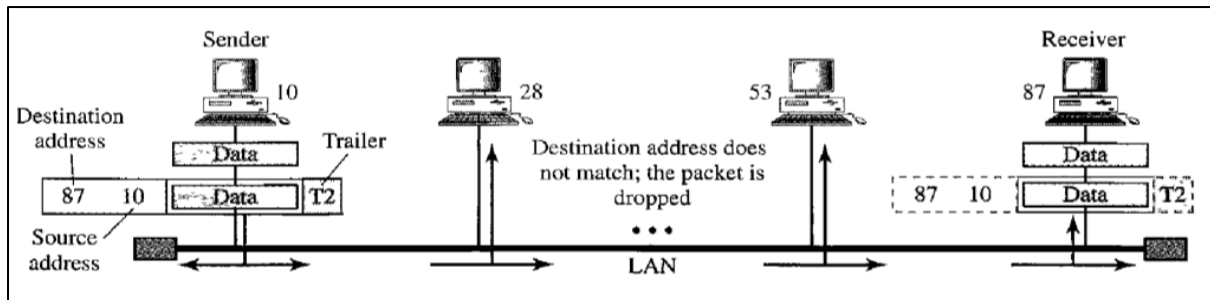 Sender
Receiver
10
28
53
87
Destination
address
Trailer
Data
Destination address does
not match; the packet is
dropped
Data
87 10 Data T2
87 10 Data T2
Source
address
• • •
LAN